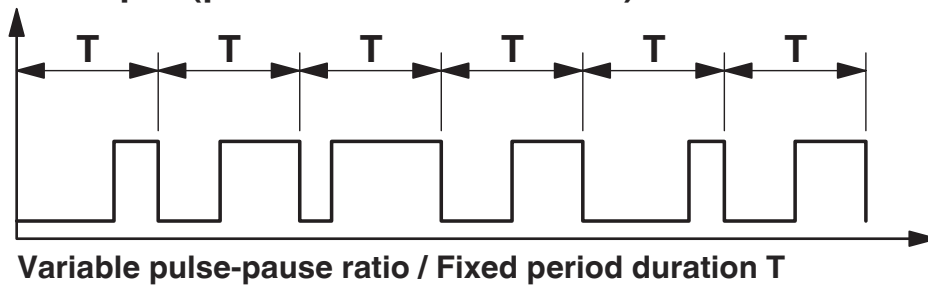 T T T T T T
Variable pulse-pause ratio / Fixed period duration T